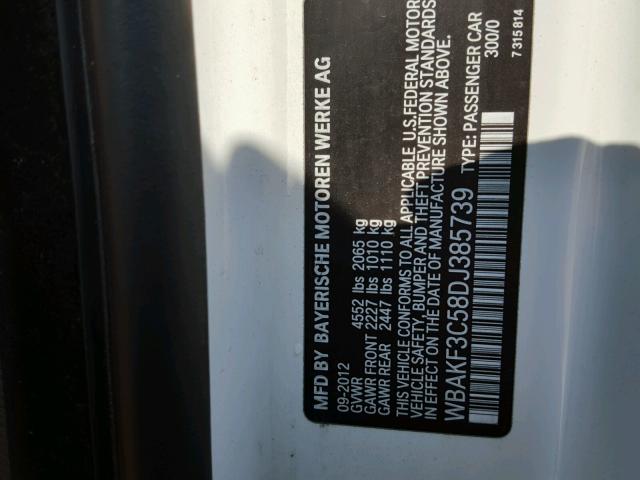 MFD BY BAYERISCHE MOTOREN WERKE AG
09-2012
GVWR 4552 lbs 2065 kg
GAWR FRONT 2227 lbs 1010 kg
GAWR REAR 2447 lbs 1110 kg
THIS VEHICLE CONFORMS TO ALL APPLICABLE U.S.FEDERAL MOTOR
VEHICLE SAFETY, BUMPER AND THEFT PREVENTION STANDARDS
IN EFFECT ON THE DATE OF MANUFACTURE SHOWN ABOVE.
WBAKF3C58DJ385739 TYPE: PASSENGER CAR
300/0
7 315 814